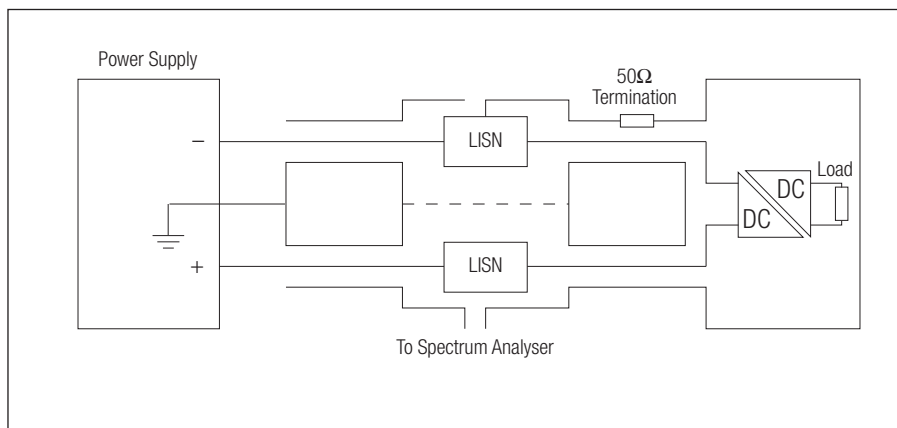 Power Supply
50Ω
Termination
−
LISN
Load
DC
DC
+
LISN
To Spectrum Analyser